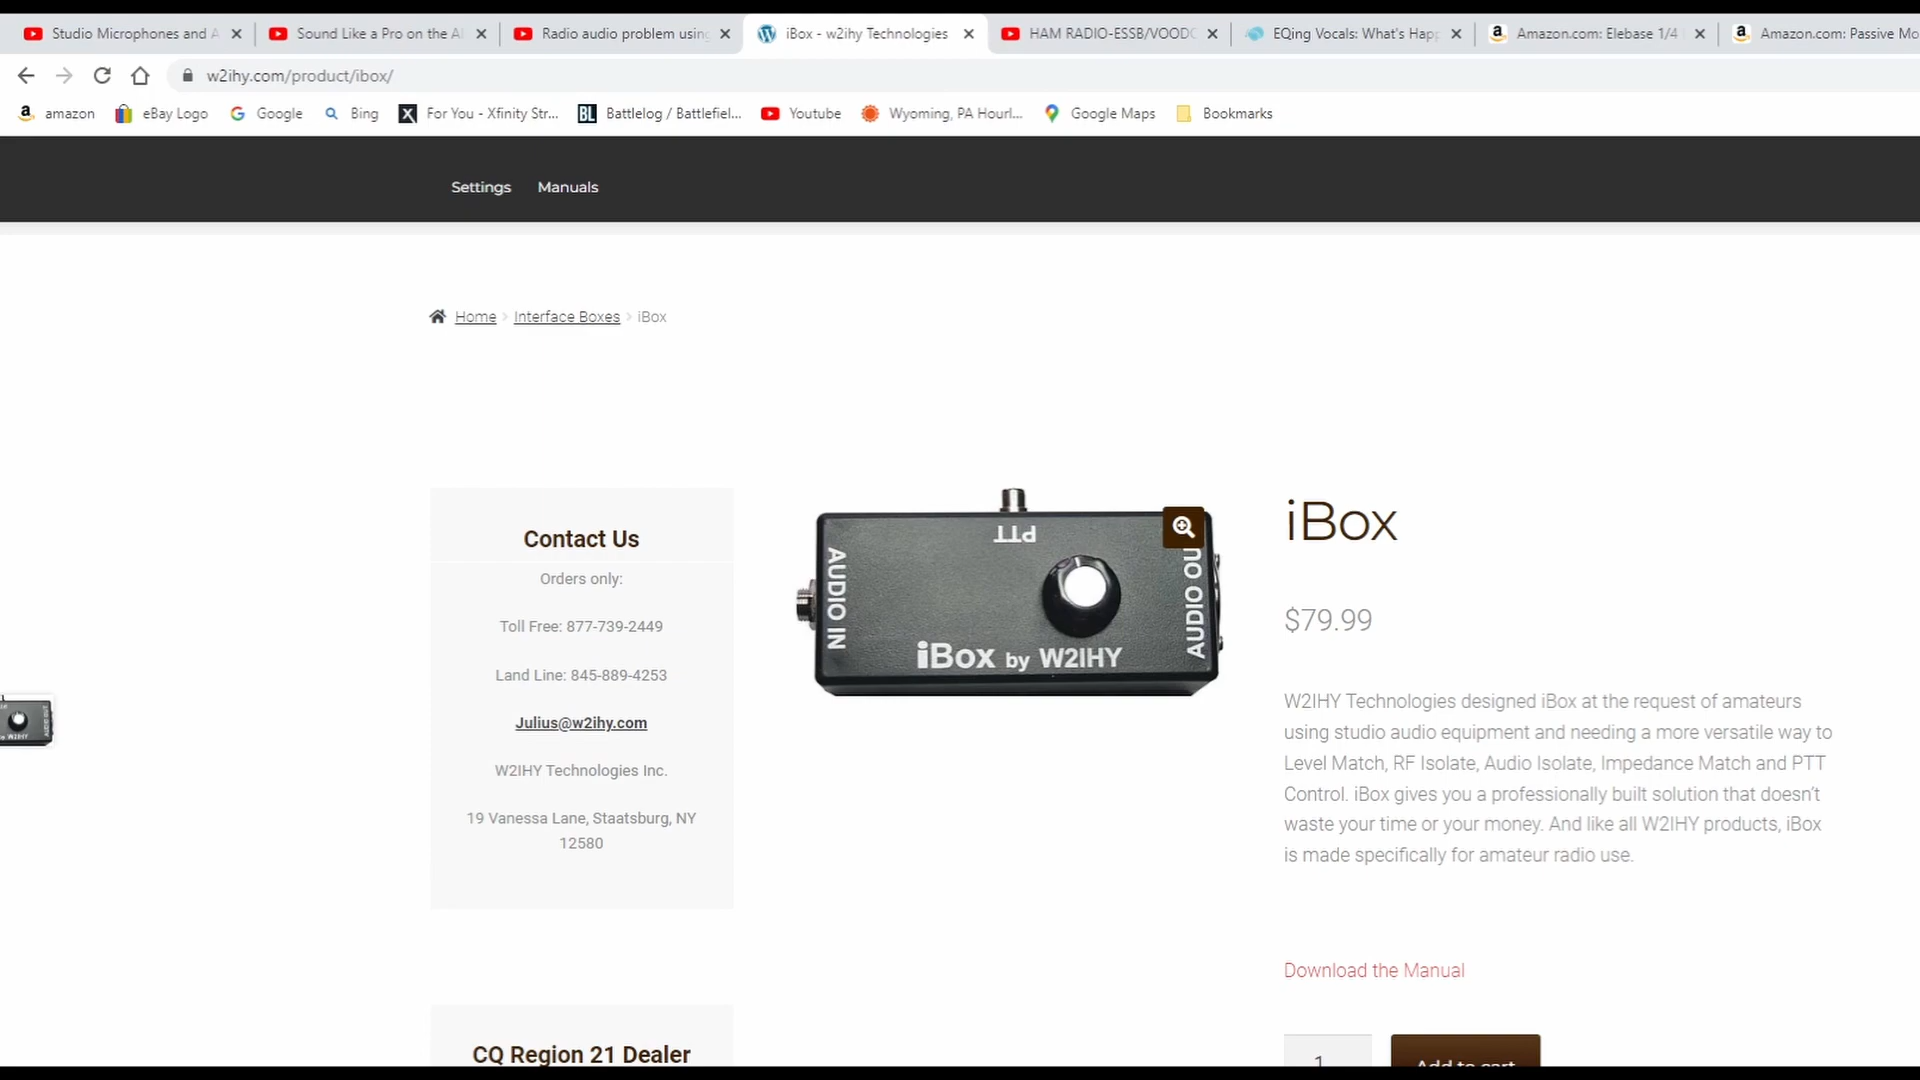 Studio Microphones and A
Sound Like a Pro on the A
Radio audio problem using
iBox - w2ihy Technologies
HAM RADIO-ESSB/VOODO
EQing Vocals: What's Hap
Amazon.com: Elebase 1/4
Amazon.com: Passive Mo
w2ihy.com/product/ibox/
amazon
eBay Logo
Google
Bing
For You - Xfinity Str...
BL
Battlelog / Battlefiel...
Youtube
Wyoming, PA Hourl...
Google Maps
Bookmarks
Settings
Manuals
Home > Interface Boxes > iBox
Contact Us
Orders only:
Toll Free: 877-739-2449
Land Line: 845-889-4253
Julius@w2ihy.com
W2IHY Technologies Inc.
19 Vanessa Lane, Staatsburg, NY
12580
CQ Region 21 Dealer
PTT
AUDIO IN
AUDIO OU
iBox by W2IHY
iBox
$79.99
W2IHY Technologies designed iBox at the request of amateurs
using studio audio equipment and needing a more versatile way to
Level Match, RF Isolate, Audio Isolate, Impedance Match and PTT
Control. iBox gives you a professionally built solution that doesn’t
waste your time or your money. And like all W2IHY products, iBox
is made specifically for amateur radio use.
Download the Manual
1
Add to cart